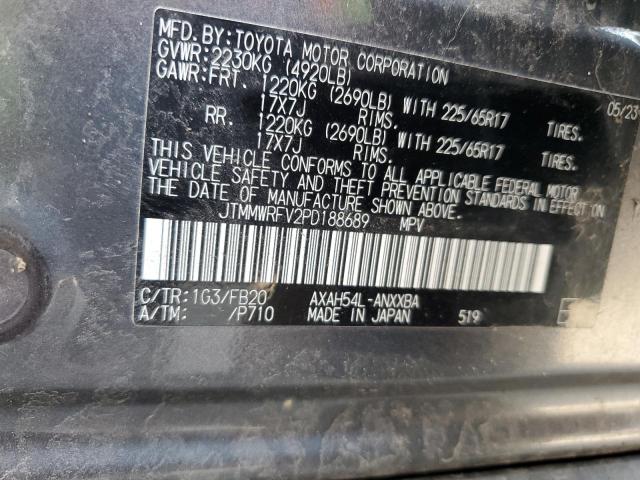 MFD.BY:TOYOTA MOTOR CORPORATION 05/23
GVWR:2230KG (4920LB)
GAWR:FRT. 1220KG (2690LB) WITH 225/65R17 TIRES.
17X7J RIMS.
RR. 1220KG (2690LB) WITH 225/65R17 TIRES.
17X7J RIMS.
THIS VEHICLE CONFORMS TO ALL APPLICABLE FEDERAL MOTOR
VEHICLE SAFETY AND THEFT PREVENTION STANDARDS IN EFFECT ON
THE DATE OF MANUFACTURE SHOWN ABOVE.
JTMMWRFV2PD188689 MPV
C/TR:1G3/FB20 AXAH54L-ANXXBA
A/TM: /P710 MADE IN JAPAN 519